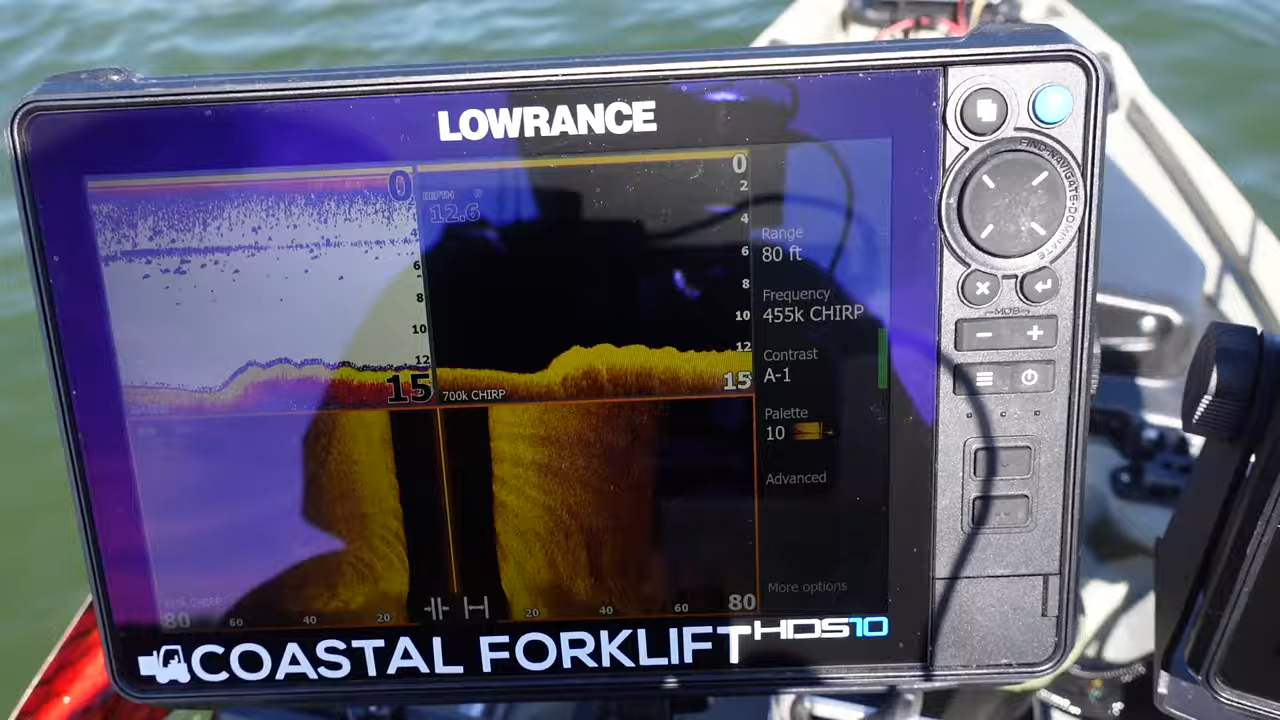 LOWRANCE
0
6
8
10
12
15
DEPTH ft
12.6
0
2
4
6
8
10
12
15
700k CHIRP
Range
80 ft
Frequency
455k CHIRP
Contrast
A-1
Palette
10
Advanced
More options
80 60 40 20 20 40 60 80
COASTAL FORKLIFT HDS10
FIND·NAVIGATE·DOMINATE
MOB